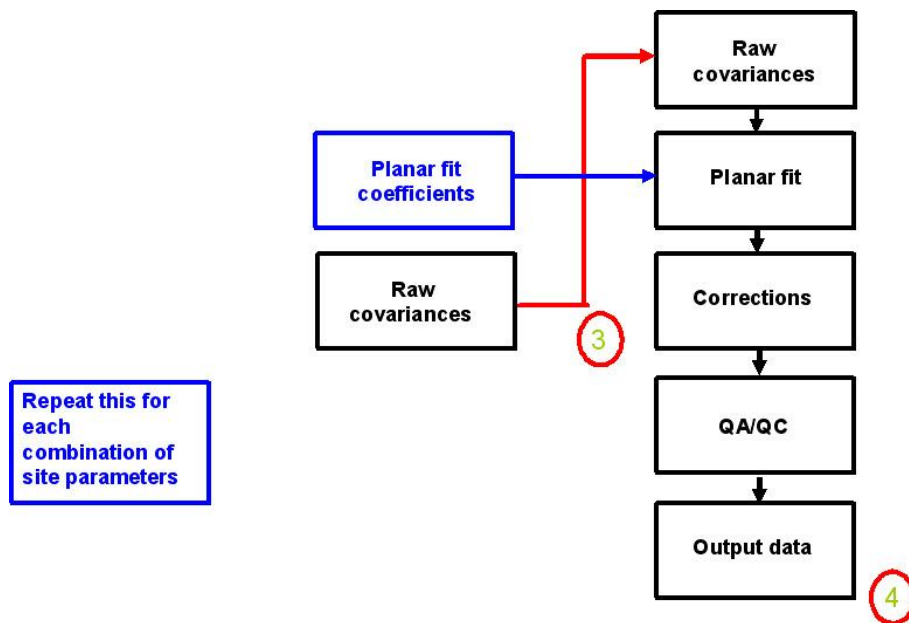 Raw
covariances
Planar fit
coefficients
Planar fit
Raw
covariances
Corrections
3
Repeat this for
each
combination of
site parameters
QA/QC
Output data
4